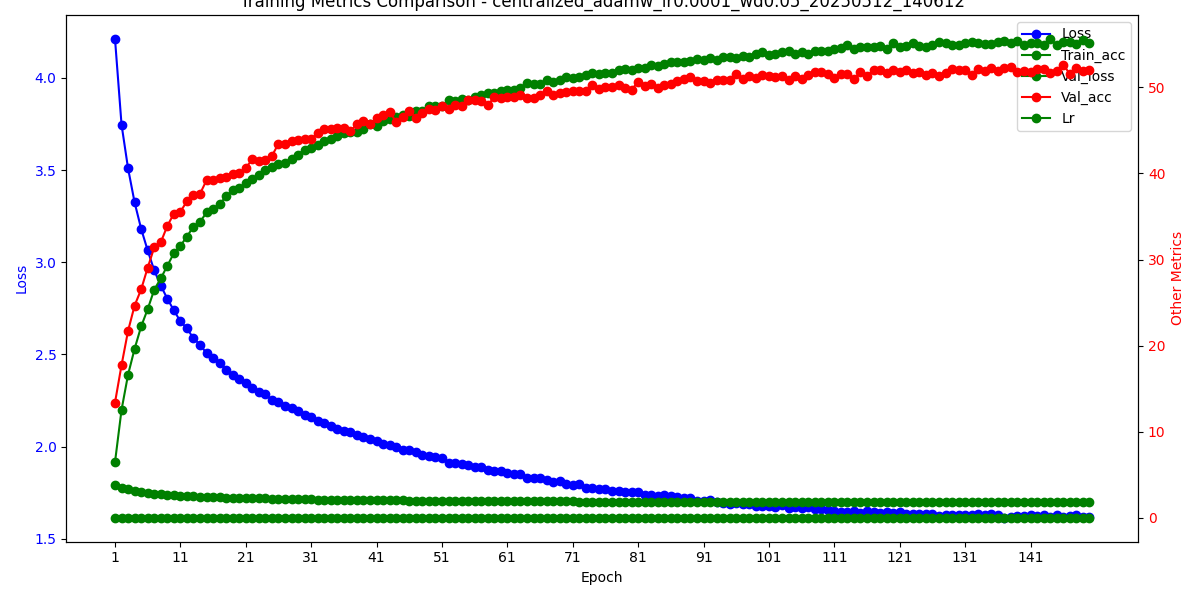 Training Metrics Comparison - centralized_adamw_lr0.0001_wd0.05_20250512_140612
Loss
Train_acc
Val_loss
Val_acc
Lr
4.0
3.5
3.0
2.5
2.0
1.5
Loss
50
40
30
20
10
0
Other Metrics
1 11 21 31 41 51 61 71 81 91 101 111 121 131 141
Epoch